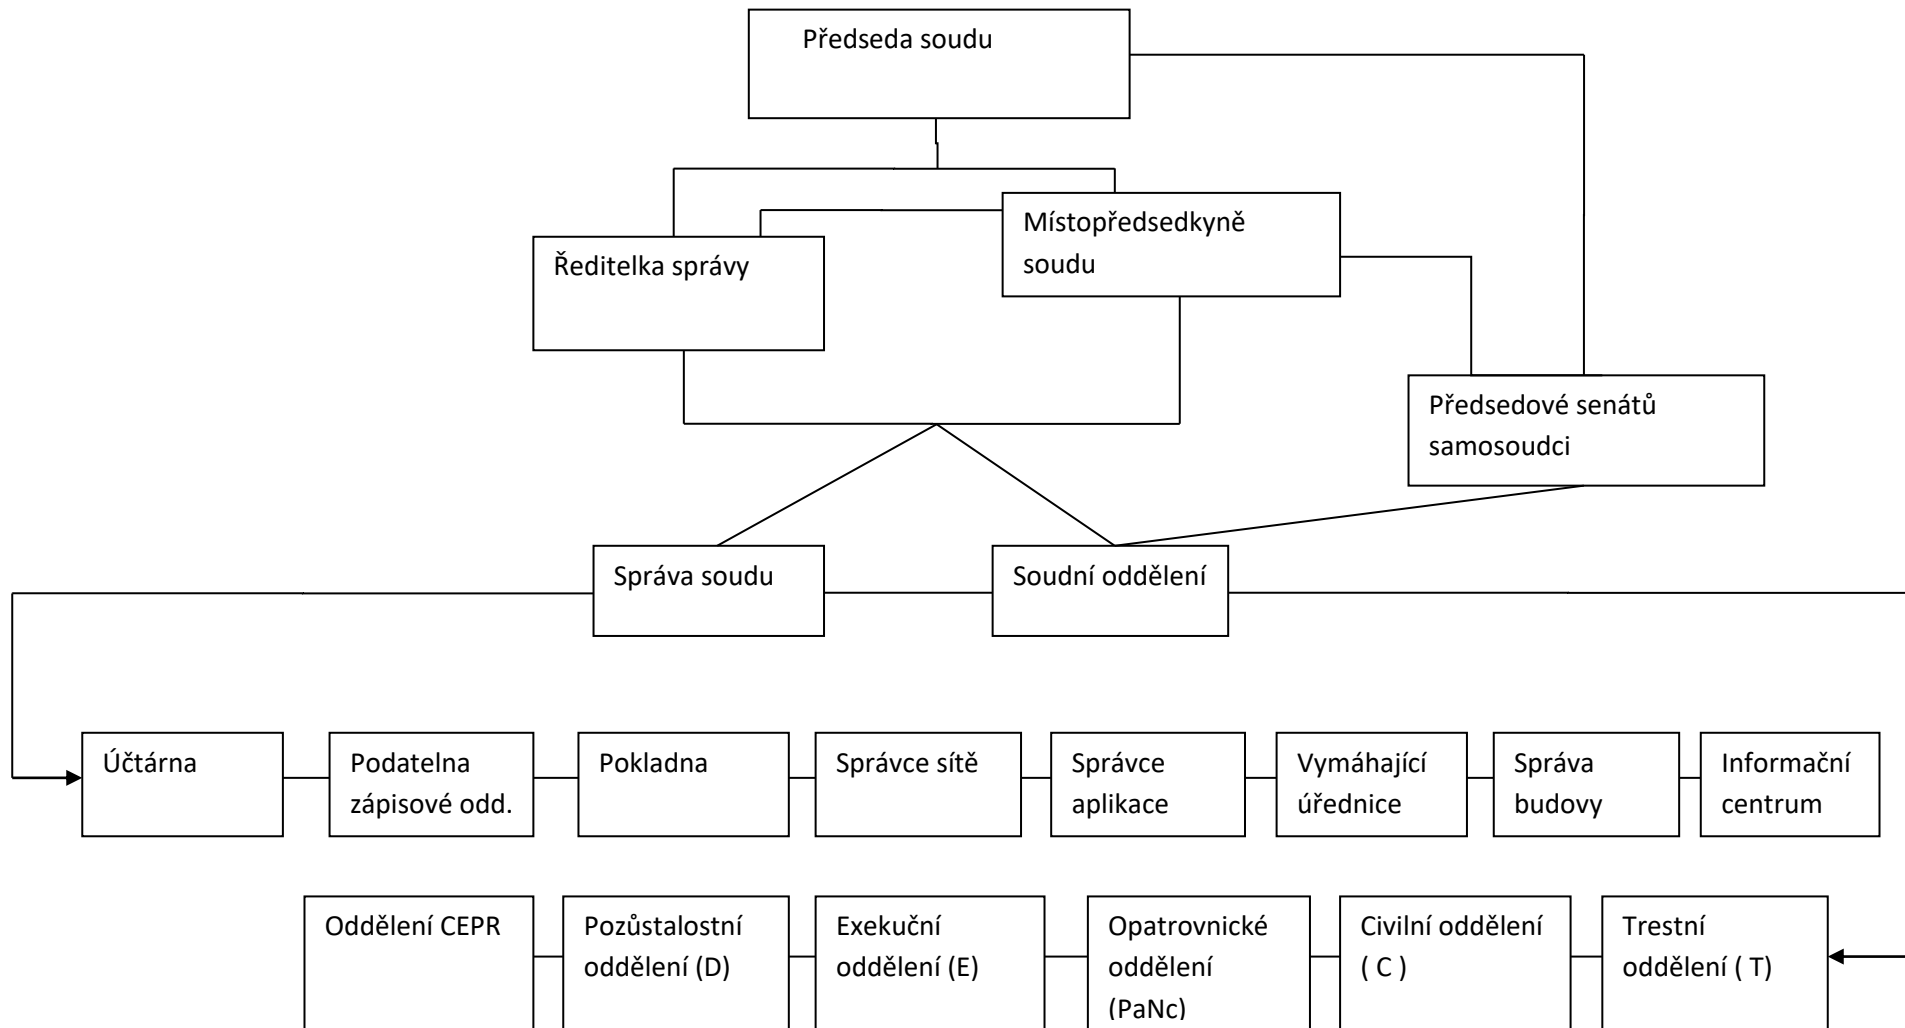 Předseda soudu
Místopředsedkyně
soudu
Ředitelka správy
Předsedové senátů
samosoudci
Správa soudu
Soudní oddělení
Účtárna
Podatelna
zápisové odd.
Pokladna
Správce sítě
Správce
aplikace
Vymáhající
úřednice
Správa
budovy
Informační
centrum
Oddělení CEPR
Pozůstalostní
oddělení (D)
Exekuční
oddělení (E)
Opatrovnické
oddělení
(PaNc)
Civilní oddělení
( C )
Trestní
oddělení ( T)